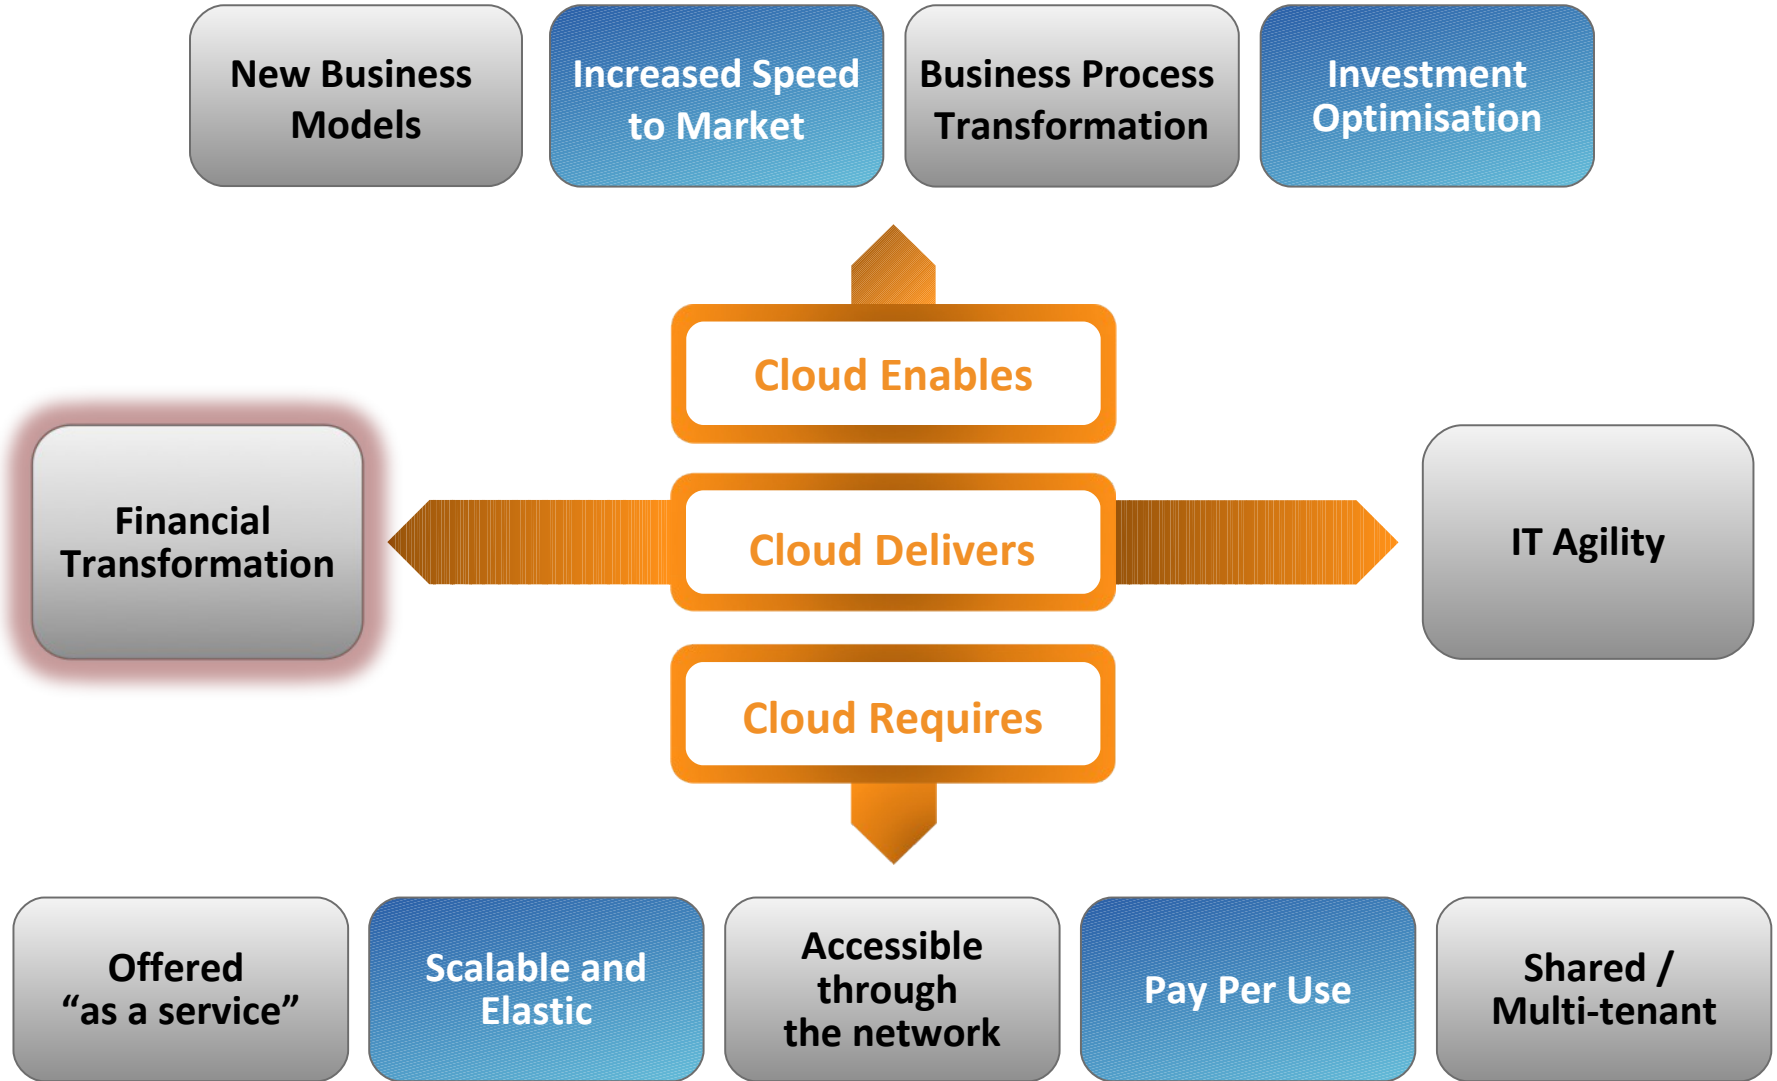 New Business
Models
Increased Speed
to Market
Business Process
Transformation
Investment
Optimisation
Cloud Enables
Financial
Transformation
Cloud Delivers
IT Agility
Cloud Requires
Offered
“as a service”
Scalable and
Elastic
Accessible
through
the network
Pay Per Use
Shared /
Multi-tenant